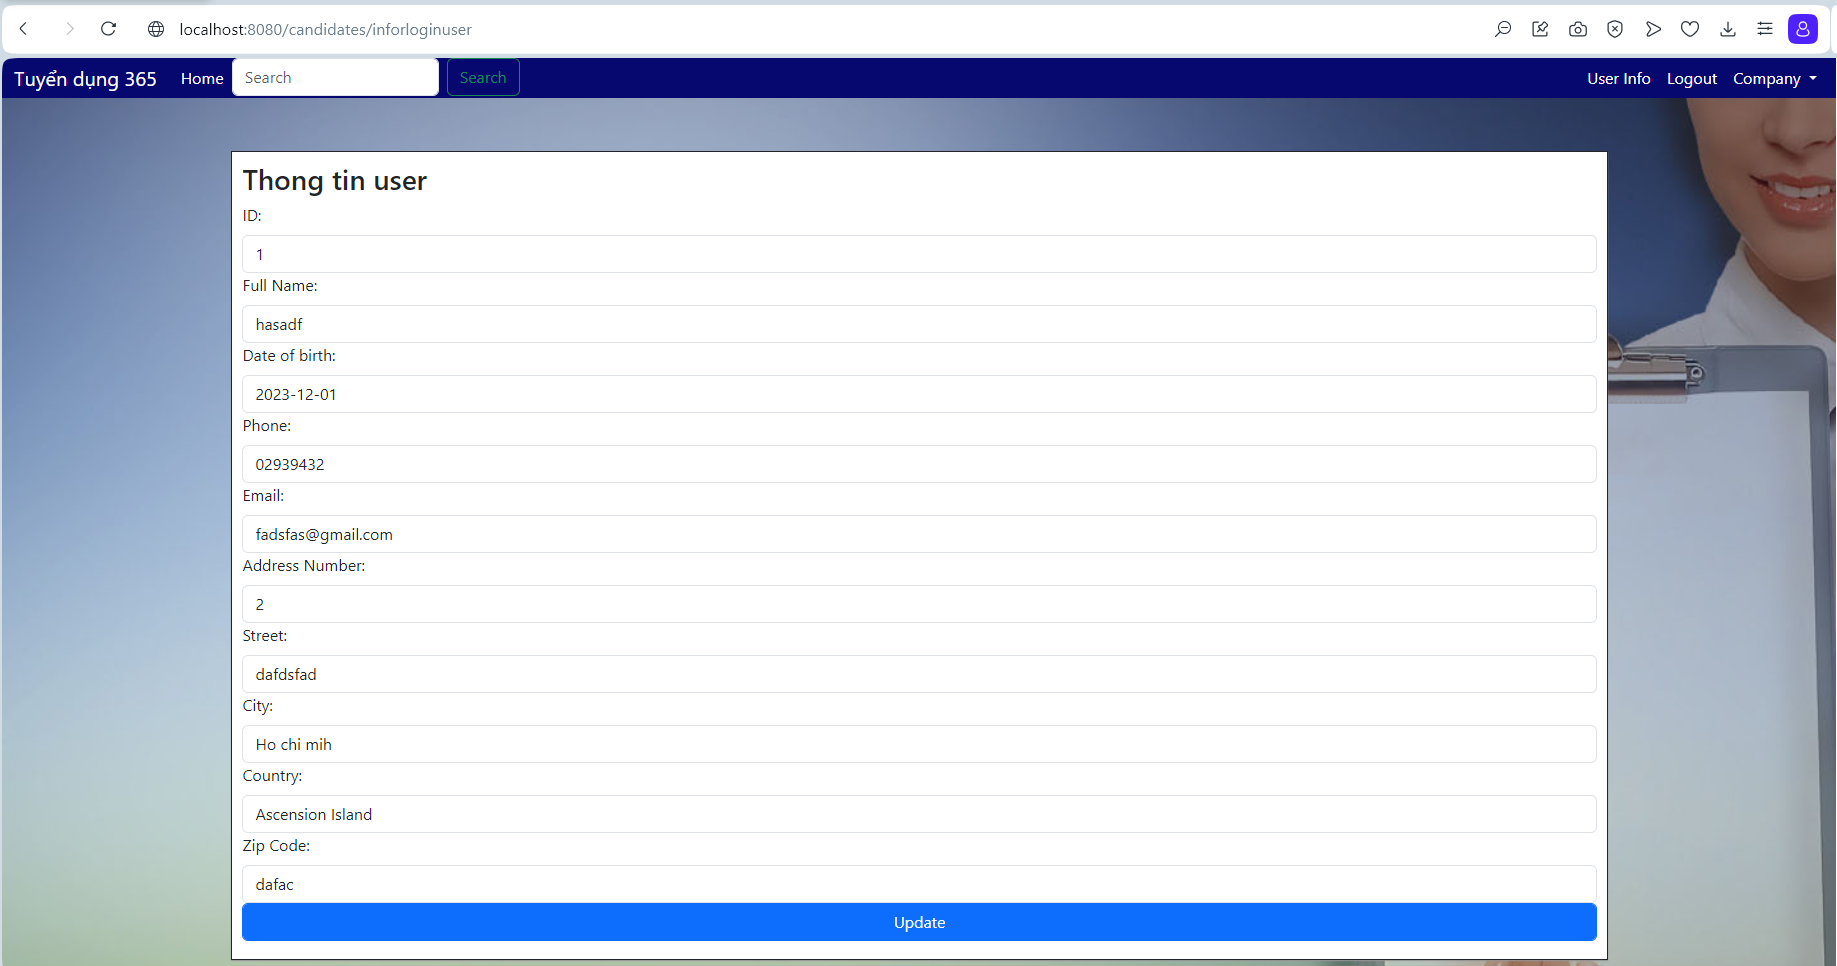 localhost:8080/candidates/inforloginuser
Tuyển dụng 365 Home Search Search User Info Logout Company
Thong tin user
ID:
1
Full Name:
hasadf
Date of birth:
2023-12-01
Phone:
02939432
Email:
fadsfas@gmail.com
Address Number:
2
Street:
dafdsfad
City:
Ho chi mih
Country:
Ascension Island
Zip Code:
dafac
Update